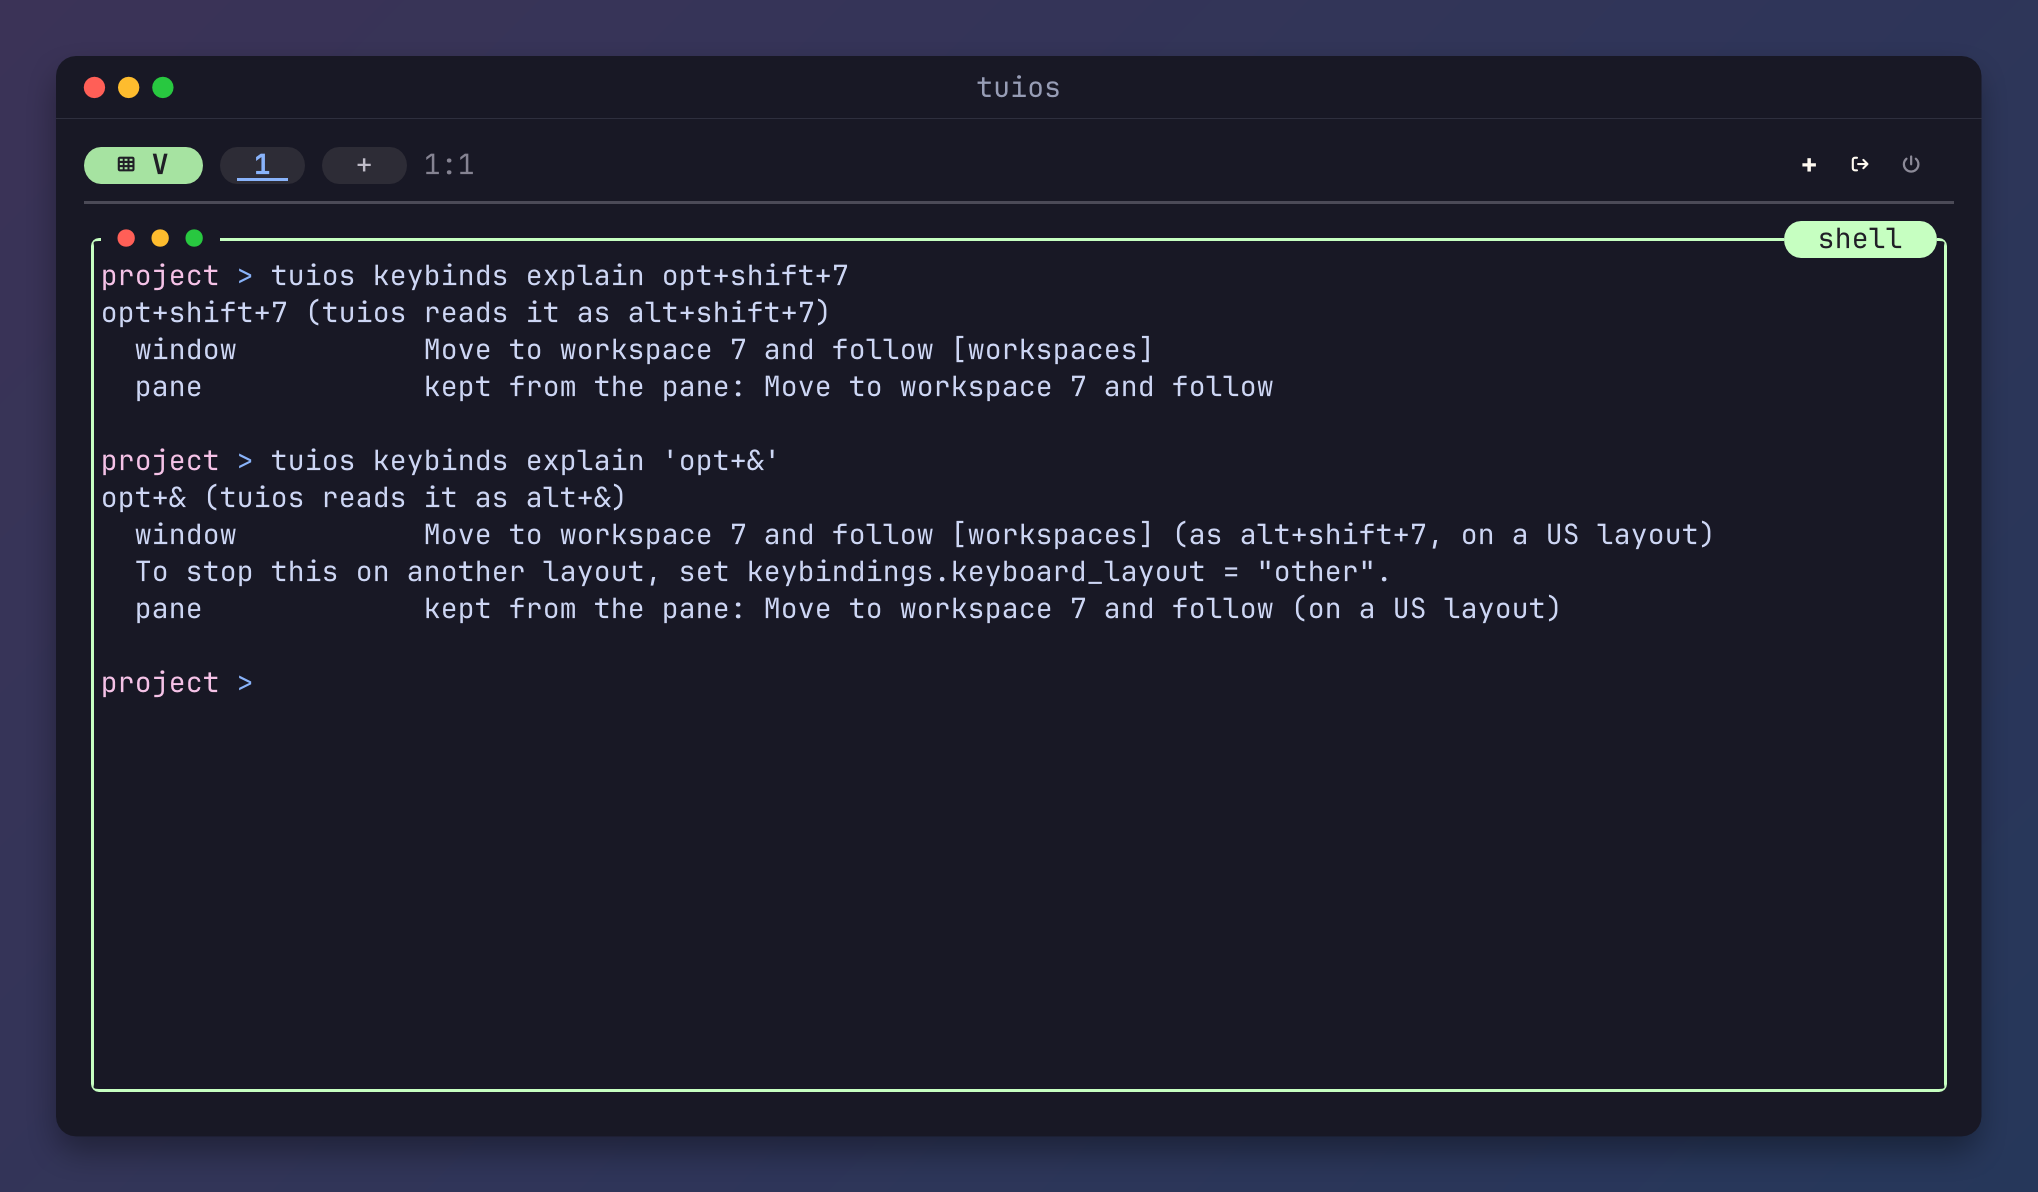 tuios
V 1 + 1:1 +
shell
project > tuios keybinds explain opt+shift+7
opt+shift+7 (tuios reads it as alt+shift+7)
  window           Move to workspace 7 and follow [workspaces]
  pane             kept from the pane: Move to workspace 7 and follow
project > tuios keybinds explain 'opt+&'
opt+& (tuios reads it as alt+&)
  window           Move to workspace 7 and follow [workspaces] (as alt+shift+7, on a US layout)
  To stop this on another layout, set keybindings.keyboard_layout = "other".
  pane             kept from the pane: Move to workspace 7 and follow (on a US layout)
project >